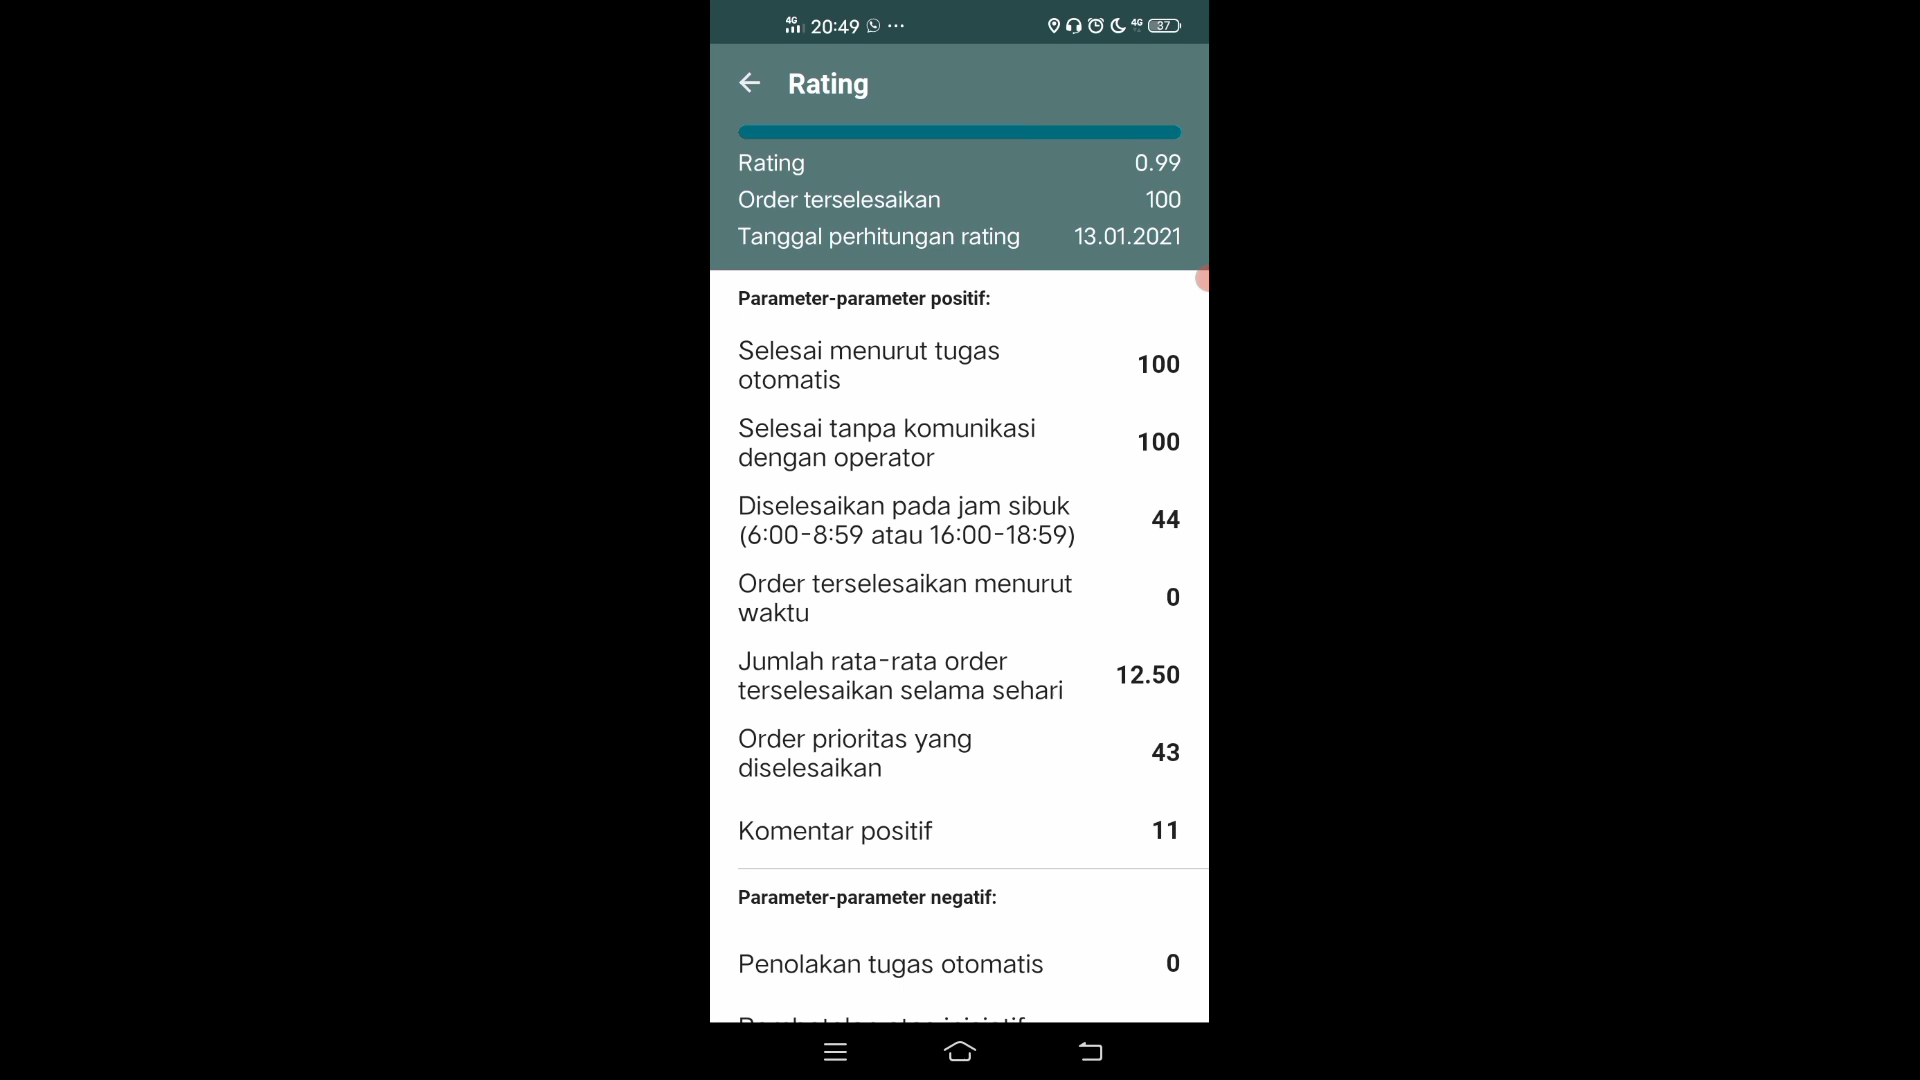 4G 20:49 ... 4G 37
Rating
Rating 0.99
Order terselesaikan 100
Tanggal perhitungan rating 13.01.2021
Parameter-parameter positif:
Selesai menurut tugas
otomatis 100
Selesai tanpa komunikasi
dengan operator 100
Diselesaikan pada jam sibuk
(6:00-8:59 atau 16:00-18:59) 44
Order terselesaikan menurut
waktu 0
Jumlah rata-rata order
terselesaikan selama sehari 12.50
Order prioritas yang
diselesaikan 43
Komentar positif 11
Parameter-parameter negatif:
Penolakan tugas otomatis 0